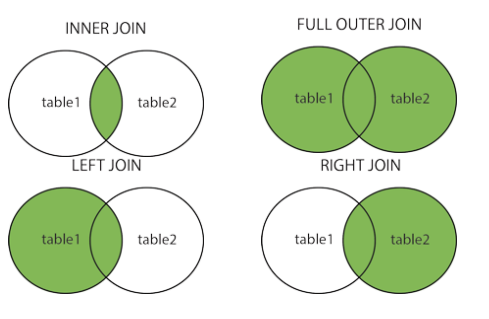 INNER JOIN
table1 table2
FULL OUTER JOIN
table1 table2
LEFT JOIN
table1 table2
RIGHT JOIN
table1 table2